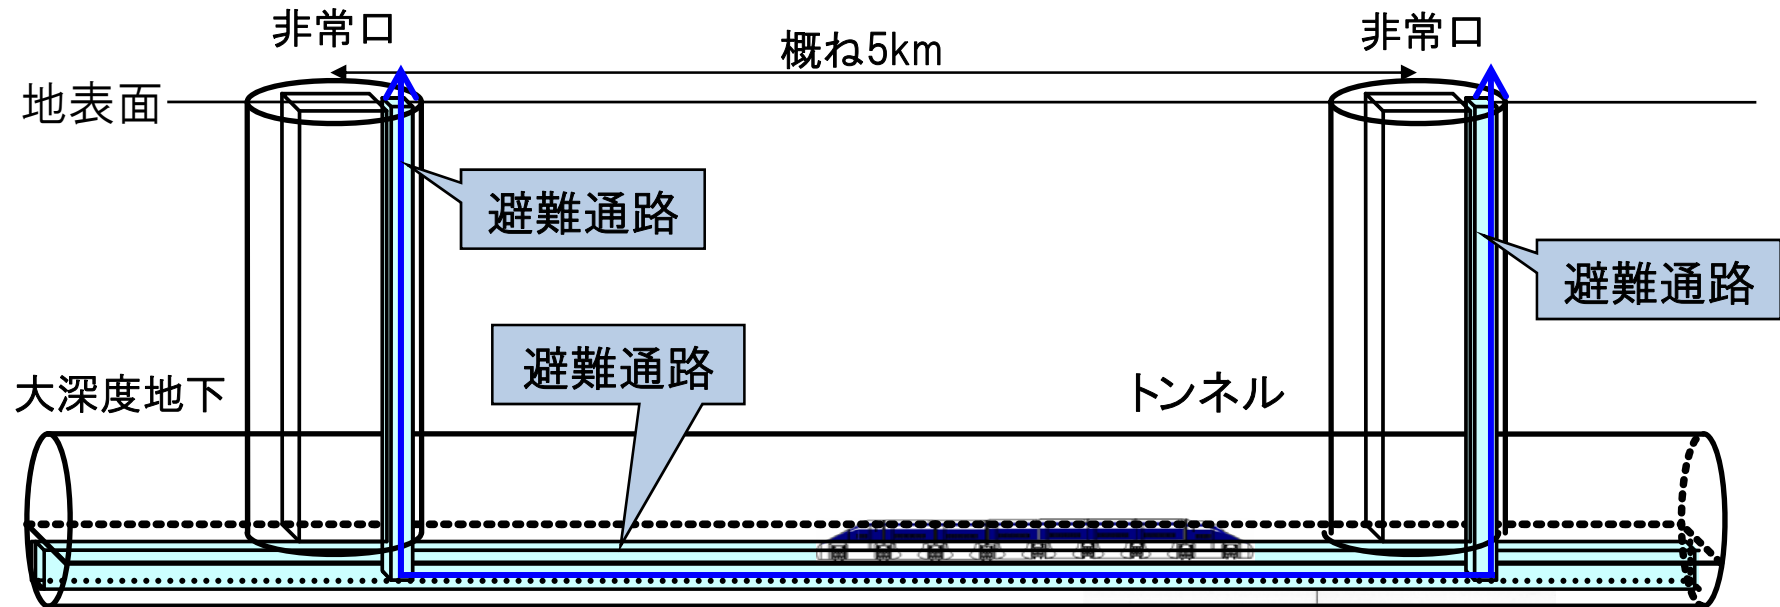 非常口
非常口
概ね5km
地表面
避難通路
避難通路
避難通路
大深度地下
トンネル